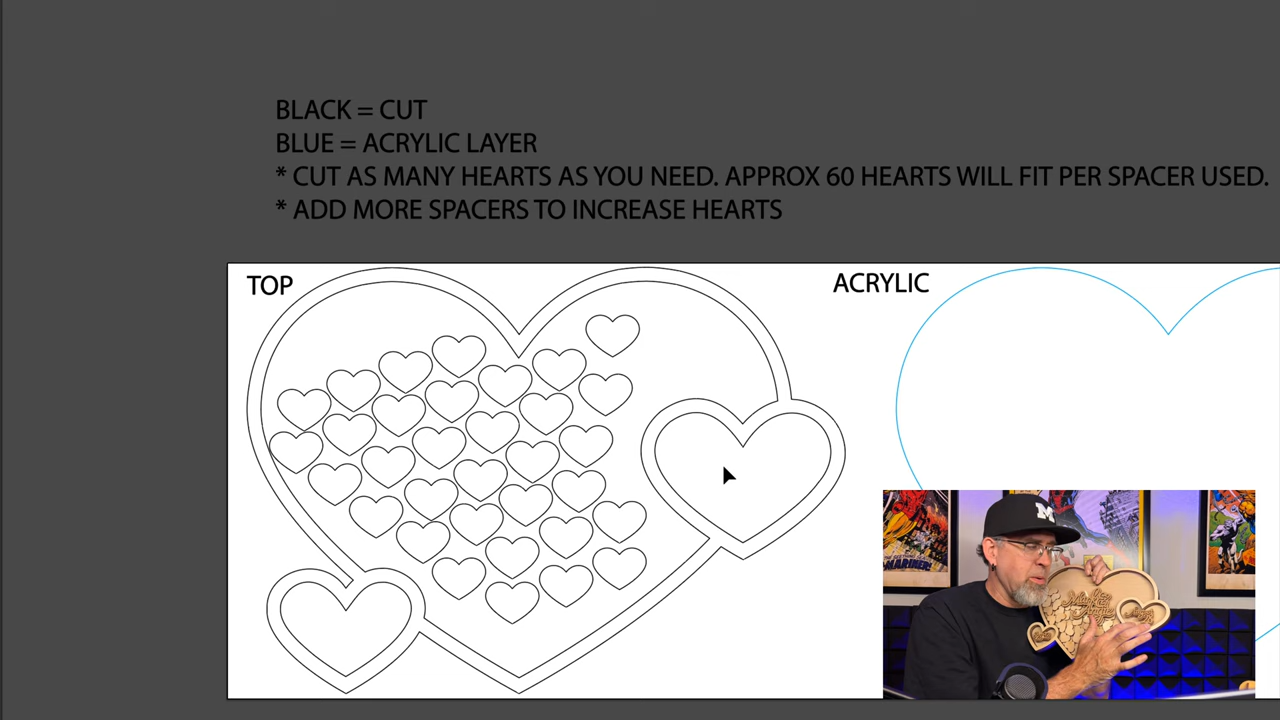 BLACK = CUT
BLUE = ACRYLIC LAYER
* CUT AS MANY HEARTS AS YOU NEED. APPROX 60 HEARTS WILL FIT PER SPACER USED.
* ADD MORE SPACERS TO INCREASE HEARTS
TOP
ACRYLIC
M